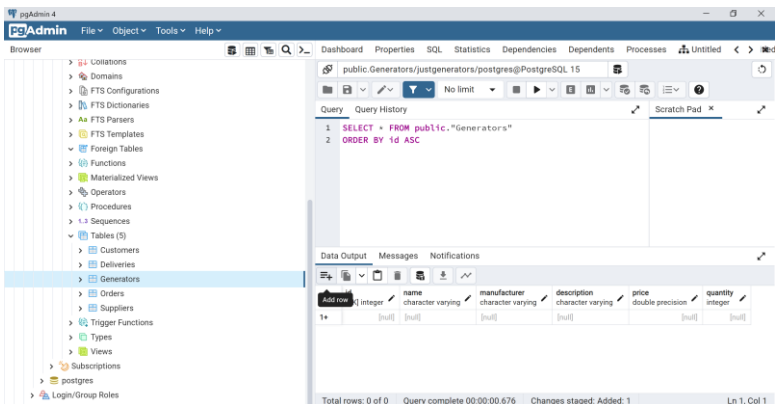 pgAdmin 4
pgAdmin File Object Tools Help
Browser
Dashboard Properties SQL Statistics Dependencies Dependents Processes Untitled
Collations
Domains
FTS Configurations
FTS Dictionaries
Aa FTS Parsers
FTS Templates
Foreign Tables
Functions
Materialized Views
Operators
Procedures
1..3 Sequences
Tables (5)
Customers
Deliveries
Generators
Orders
Suppliers
Trigger Functions
Types
Views
Subscriptions
postgres
Login/Group Roles
public.Generators/justgenerators/postgres@PostgreSQL 15
No limit
Query Query History
Scratch Pad ×
1 SELECT * FROM public."Generators"
2 ORDER BY id ASC
Data Output Messages Notifications
Add row
integer
name
character varying
manufacturer
character varying
description
character varying
price
double precision
quantity
integer
1+ [null] [null] [null] [null] [null] [null]
Total rows: 0 of 0 Query complete 00:00:00.676 Changes staged: Added: 1 Ln 1, Col 1